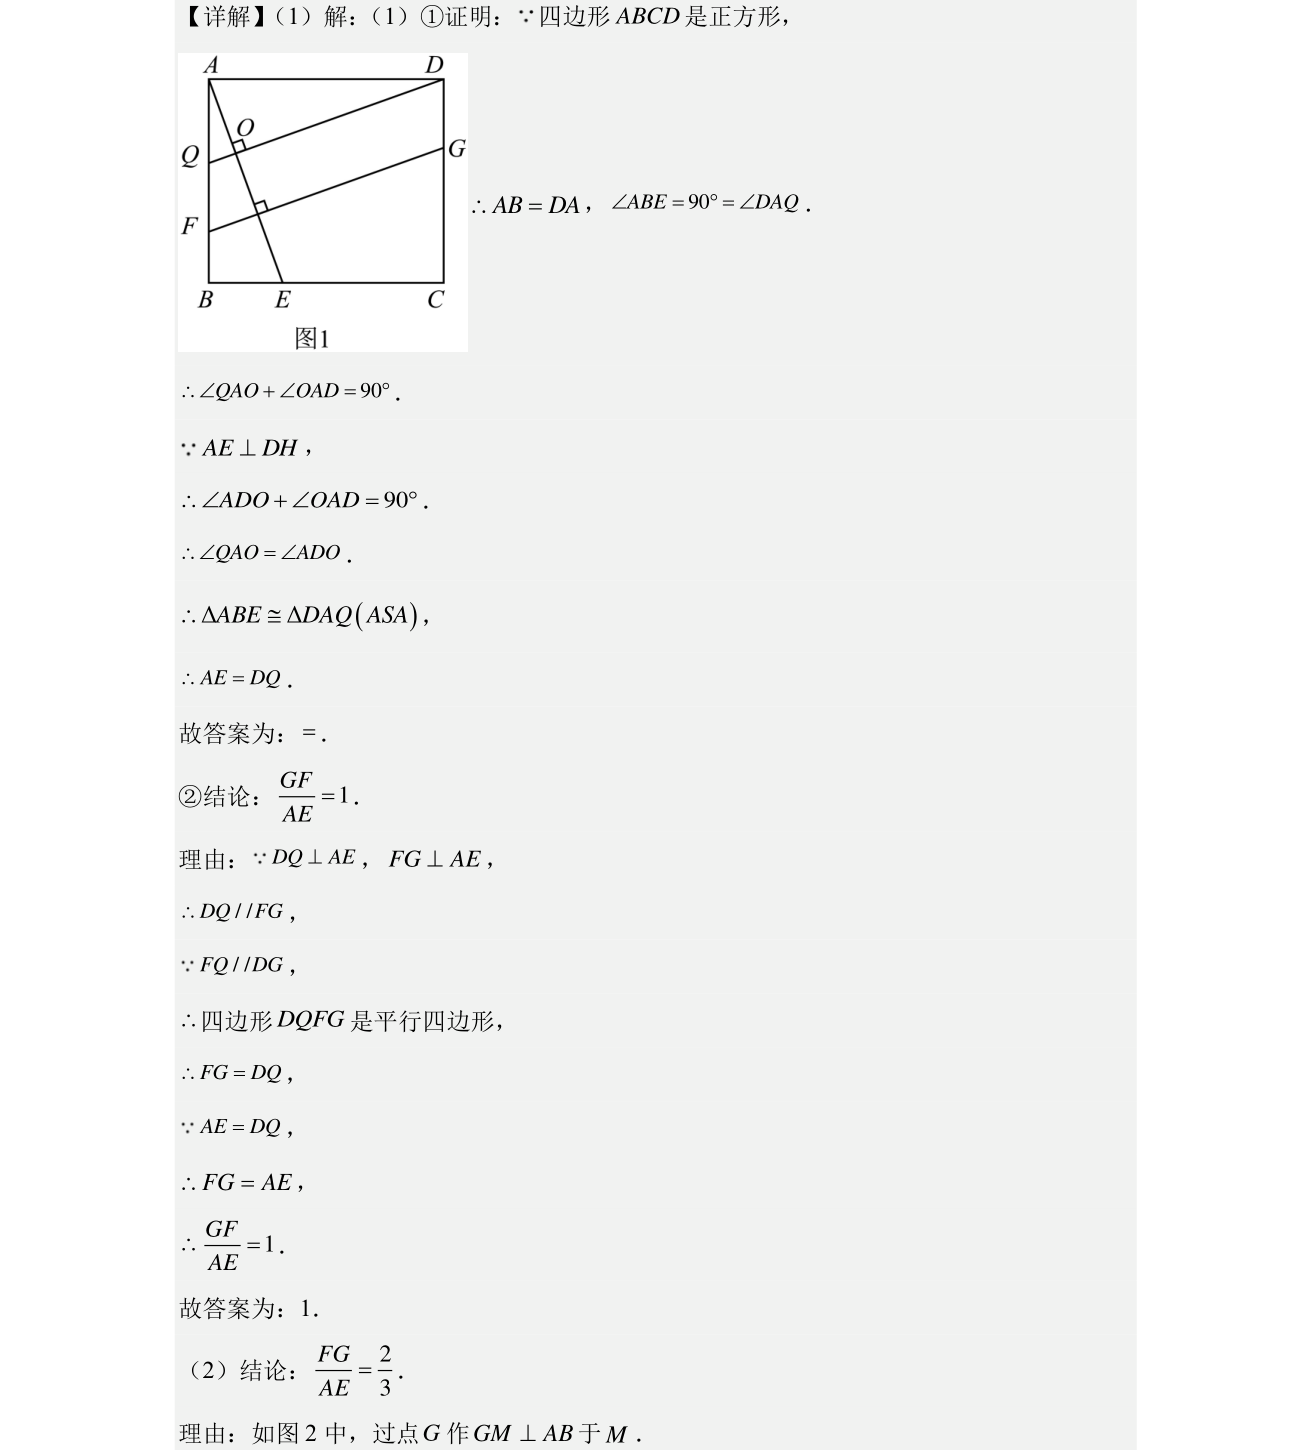 【详解】（1）解：（1）①证明：∵四边形ABCD是正方形，
A
D
O
Q
G
F
B
E
C
图1
∴AB=DA，∠ABE=90°=∠DAQ．
∴∠QAO+∠OAD=90°．
∵AE⊥DH，
∴∠ADO+∠OAD=90°．
∴∠QAO=∠ADO．
∴ΔABE≅ΔDAQ(ASA)，
∴AE=DQ．
故答案为：=．
②结论：GF/AE=1．
理由：∵DQ⊥AE，FG⊥AE，
∴DQ//FG，
∵FQ//DG，
∴四边形DQFG是平行四边形，
∴FG=DQ，
∵AE=DQ，
∴FG=AE，
∴GF/AE=1．
故答案为：1．
（2）结论：FG/AE=2/3．
理由：如图2中，过点G作GM⊥AB于M．